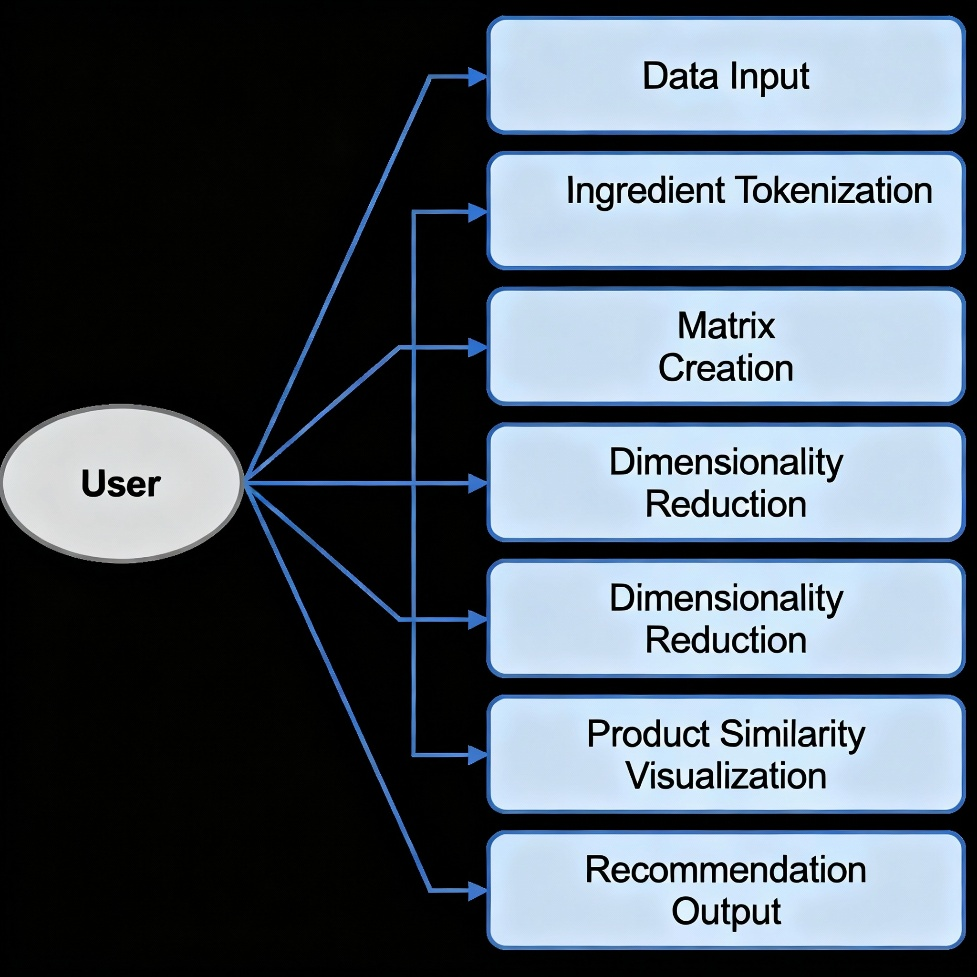 Data Input
Ingredient Tokenization
Matrix
Creation
User
Dimensionality
Reduction
Dimensionality
Reduction
Product Similarity
Visualization
Recommendation
Output